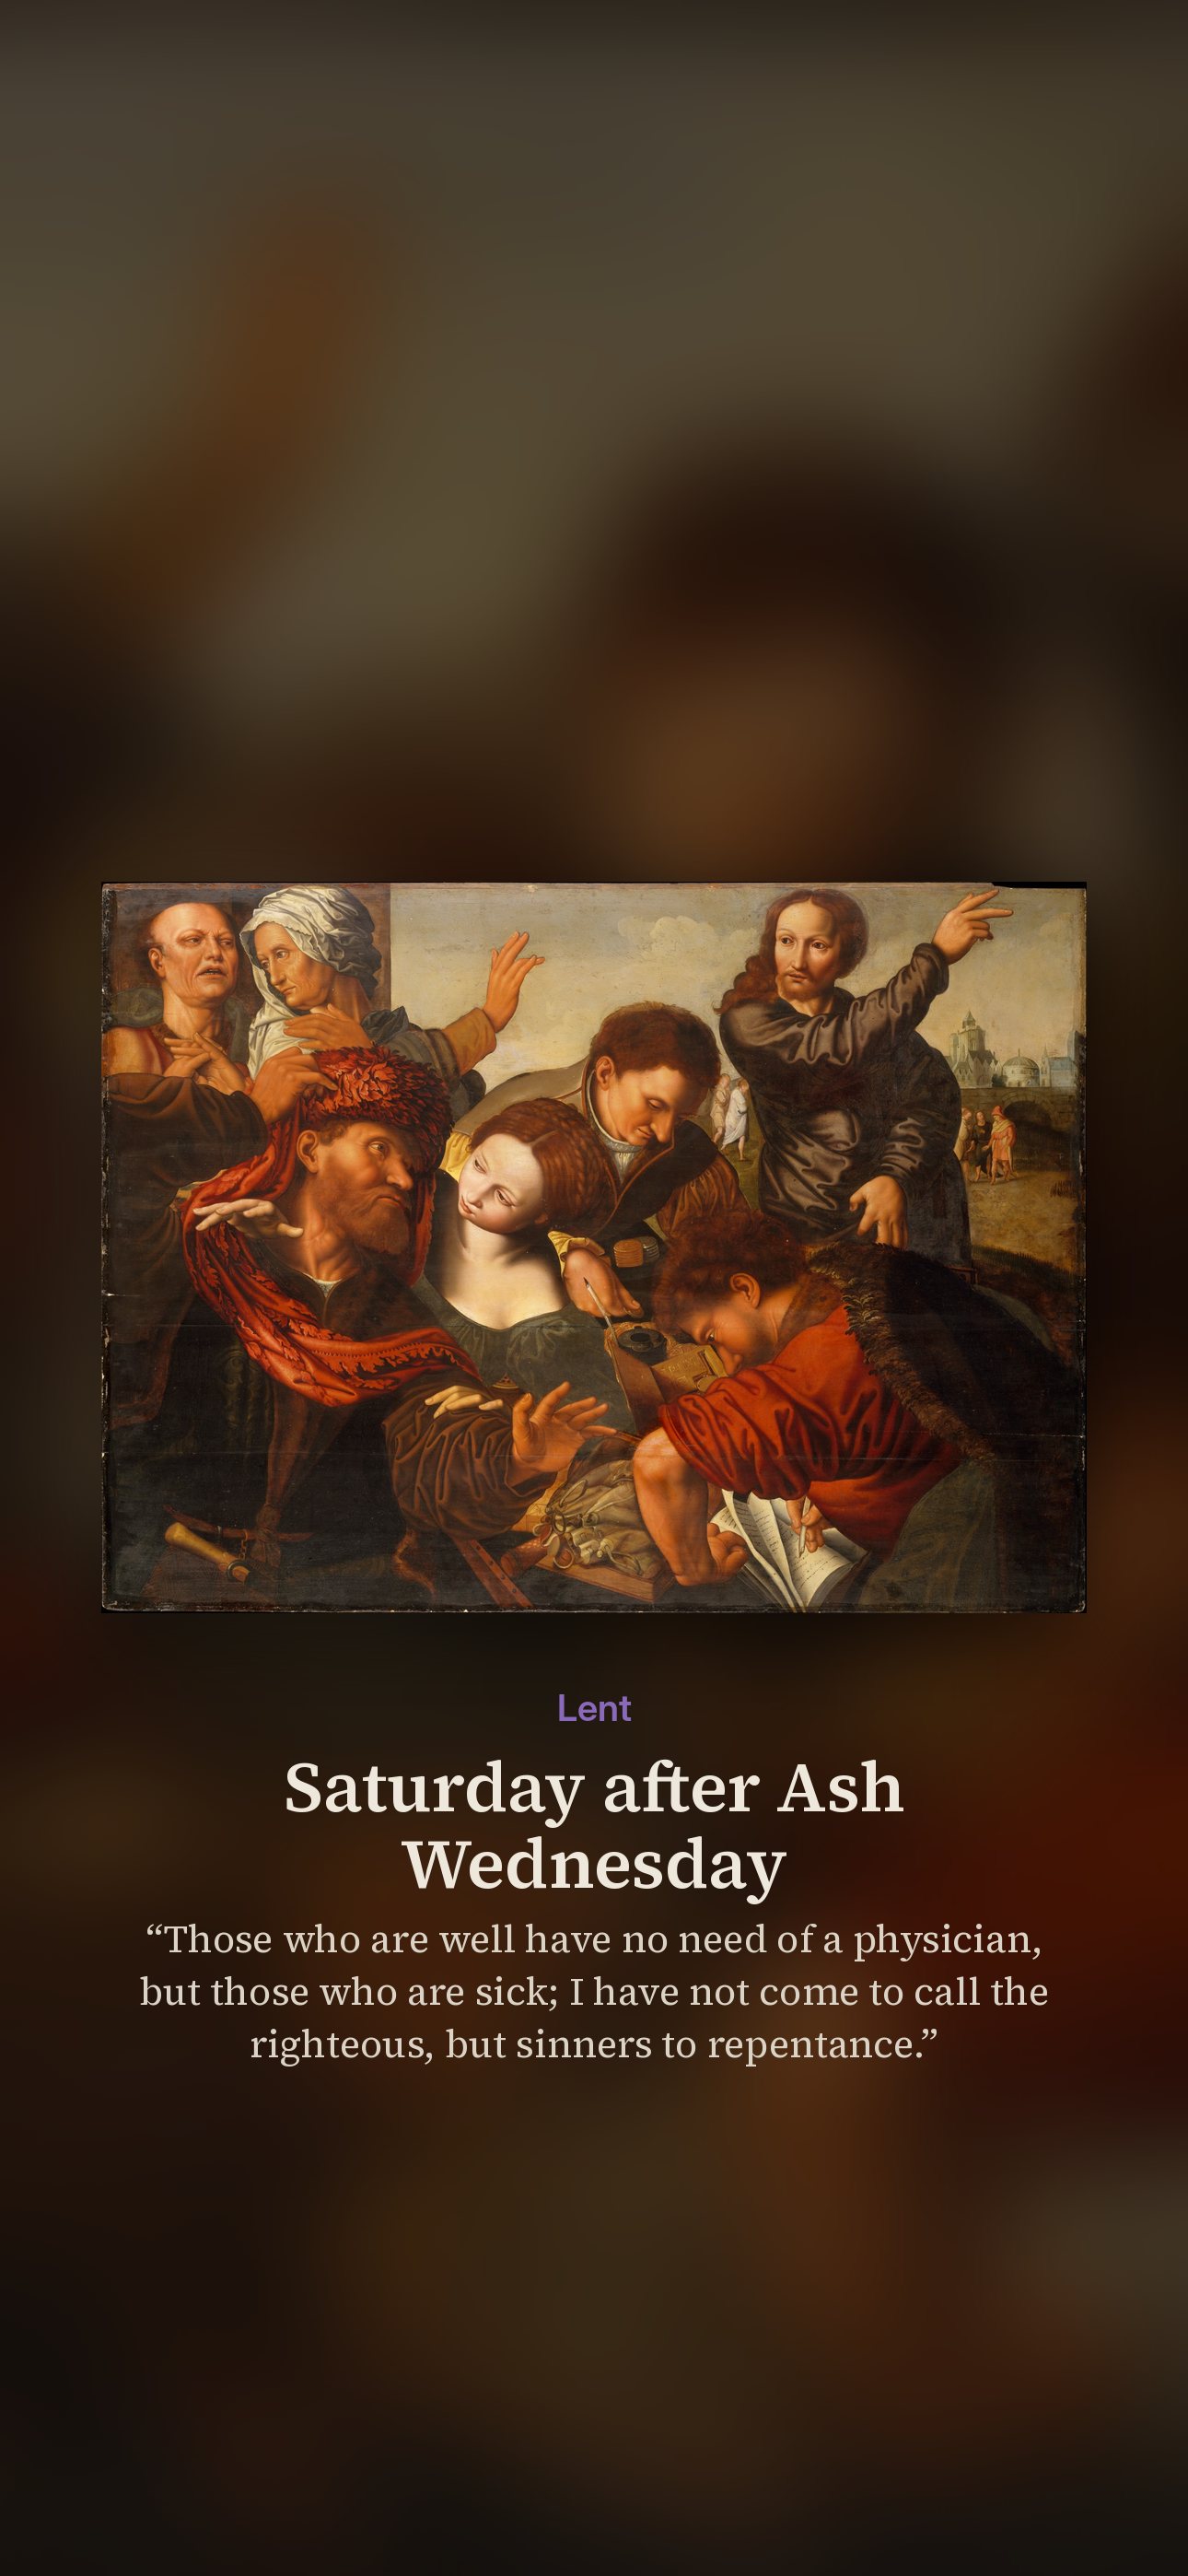 Lent
Saturday after Ash
Wednesday
“Those who are well have no need of a physician,
but those who are sick; I have not come to call the
righteous, but sinners to repentance.”